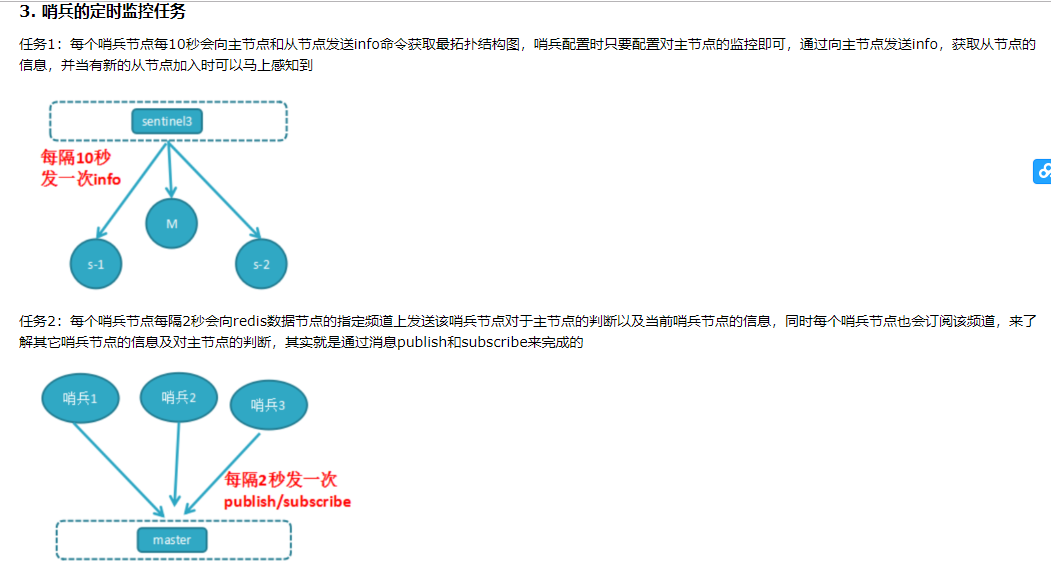 3. 哨兵的定时监控任务
任务1：每个哨兵节点每10秒会向主节点和从节点发送info命令获取最拓扑结构图，哨兵配置时只要配置对主节点的监控即可，通过向主节点发送info，获取从节点的
信息，并当有新的从节点加入时可以马上感知到
sentinel3
每隔10秒
发一次info
M
s-1
s-2
任务2：每个哨兵节点每隔2秒会向redis数据节点的指定频道上发送该哨兵节点对于主节点的判断以及当前哨兵节点的信息，同时每个哨兵节点也会订阅该频道，来了
解其它哨兵节点的信息及对主节点的判断，其实就是通过消息publish和subscribe来完成的
哨兵1
哨兵2
哨兵3
每隔2秒发一次
publish/subscribe
master